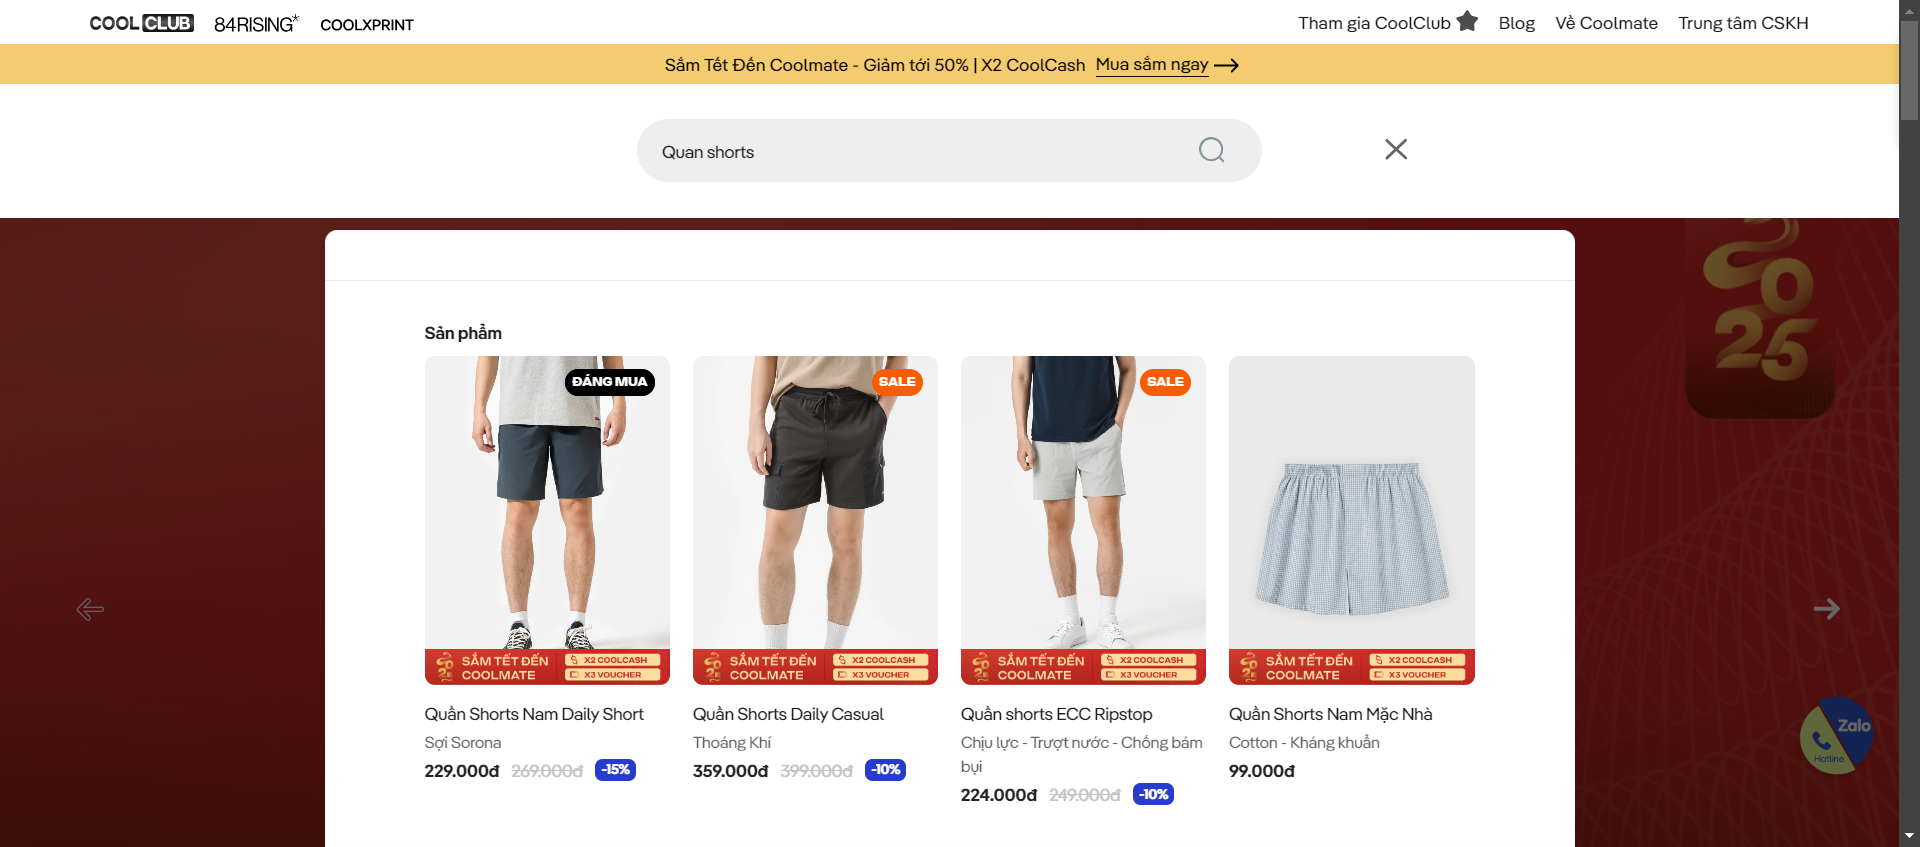 COOLCLUB 84RISING* COOLXPRINT
Tham gia CoolClub Blog Về Coolmate Trung tâm CSKH
Sắm Tết Đến Coolmate - Giảm tới 50% | X2 CoolCash Mua sắm ngay
Quan shorts
2025
Sản phẩm
ĐÁNG MUA
SẮM TẾT ĐẾN
COOLMATE
X2 COOLCASH
X3 VOUCHER
Quần Shorts Nam Daily Short
Sợi Sorona
229.000đ 269.000đ -15%
SALE
SẮM TẾT ĐẾN
COOLMATE
X2 COOLCASH
X3 VOUCHER
Quần Shorts Daily Casual
Thoáng Khí
359.000đ 399.000đ -10%
SALE
SẮM TẾT ĐẾN
COOLMATE
X2 COOLCASH
X3 VOUCHER
Quần shorts ECC Ripstop
Chịu lực - Trượt nước - Chống bám
bụi
224.000đ 249.000đ -10%
SẮM TẾT ĐẾN
COOLMATE
X2 COOLCASH
X3 VOUCHER
Quần Shorts Nam Mặc Nhà
Cotton - Kháng khuẩn
99.000đ
Zalo
Hotline